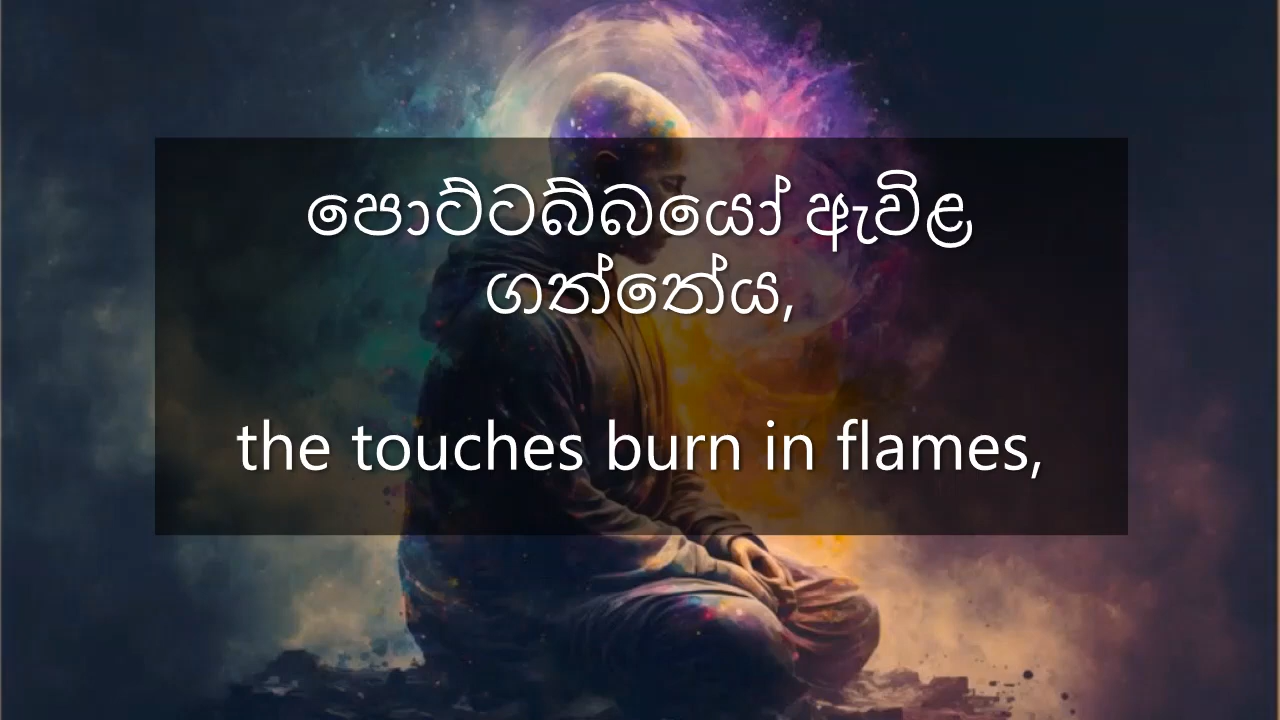 පොට්ටබ්බයෝ ඇවිළ
ගත්තේය,
the touches burn in flames,